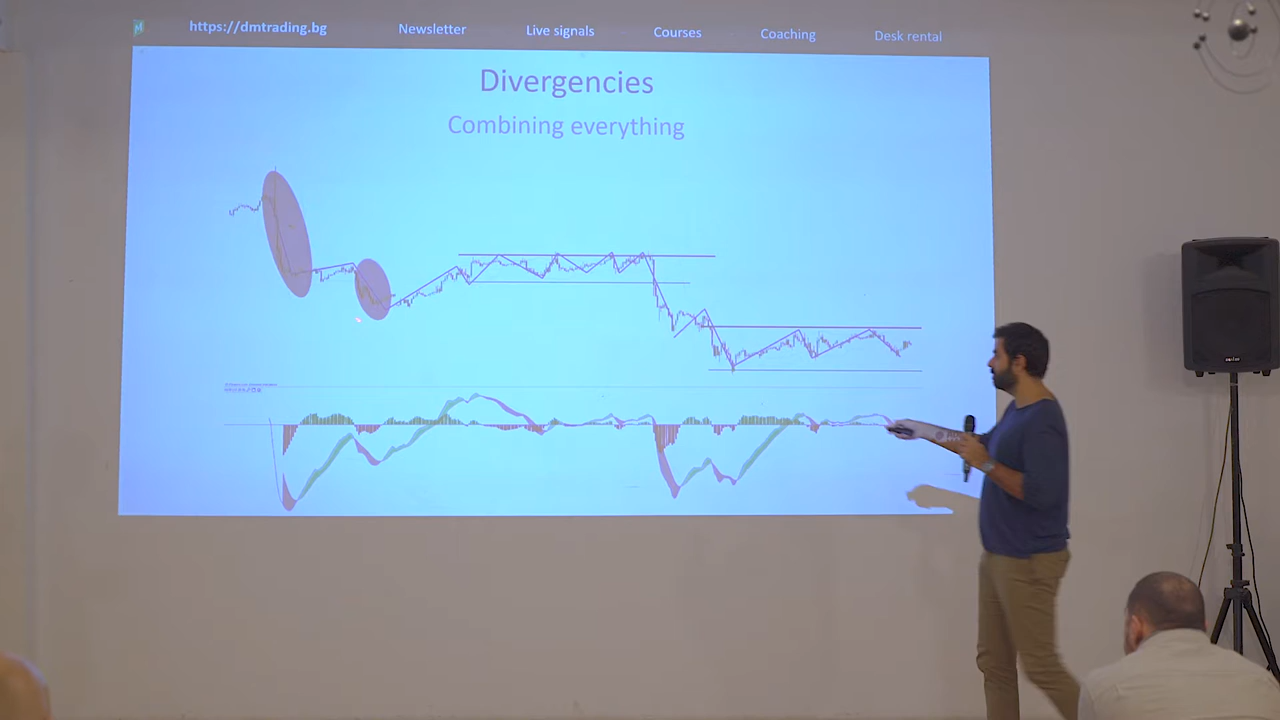 https://dmtrading.bg Newsletter Live signals Courses Coaching Desk rental
Divergencies
Combining everything